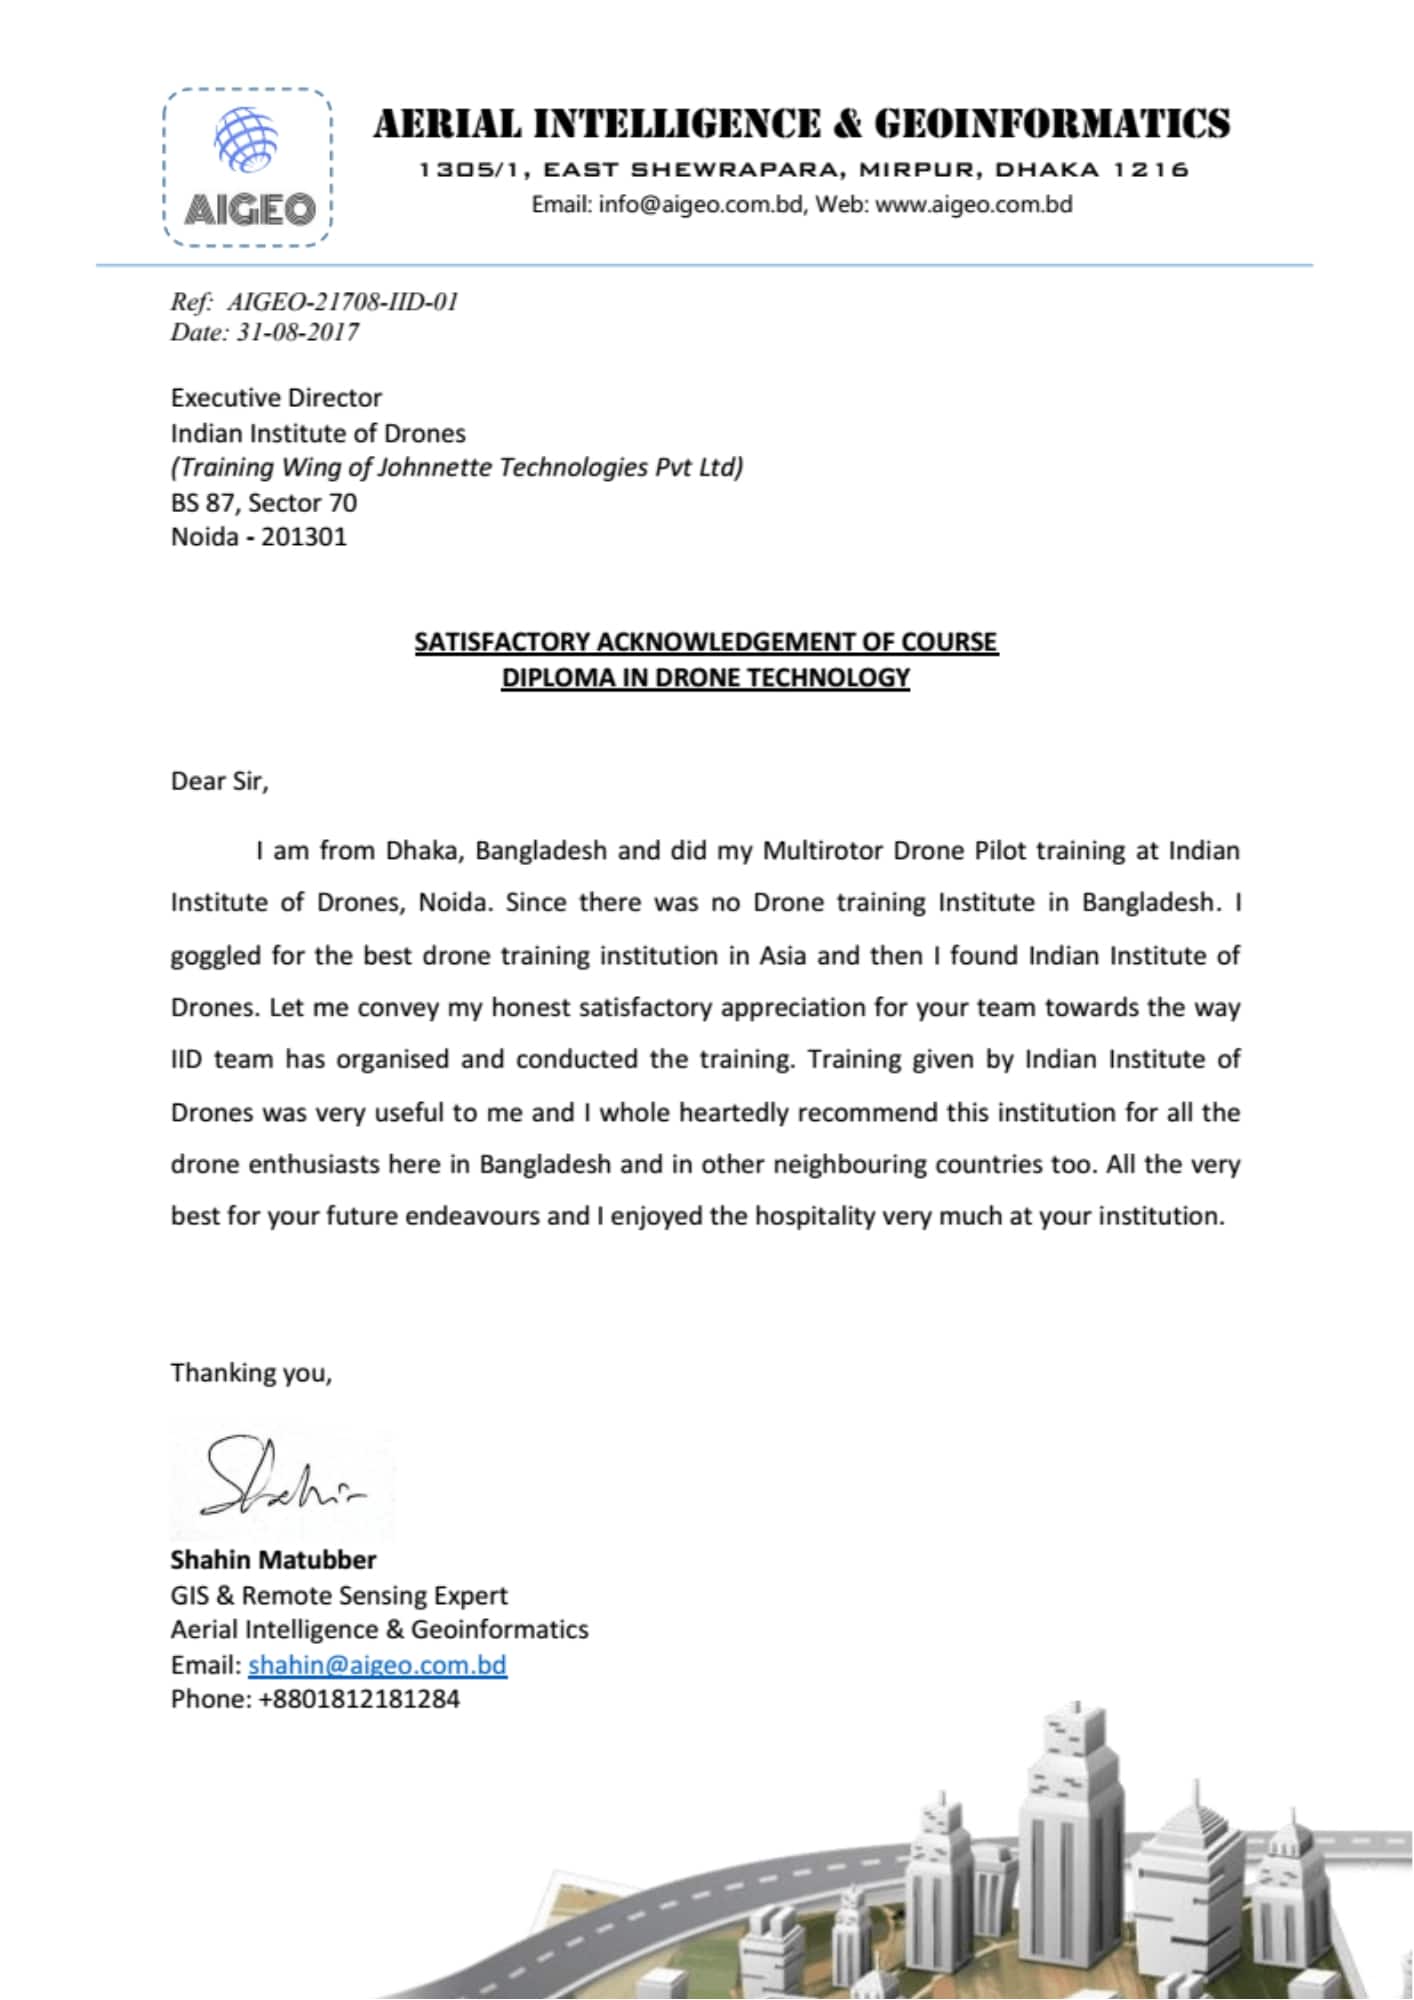 AIGEO
AERIAL INTELLIGENCE & GEOINFORMATICS
1305/1, EAST SHEWRAPARA, MIRPUR, DHAKA 1216
Email: info@aigeo.com.bd, Web: www.aigeo.com.bd
Ref: AIGEO-21708-IID-01
Date: 31-08-2017
Executive Director
Indian Institute of Drones
(Training Wing of Johnnette Technologies Pvt Ltd)
BS 87, Sector 70
Noida - 201301
SATISFACTORY ACKNOWLEDGEMENT OF COURSE
DIPLOMA IN DRONE TECHNOLOGY
Dear Sir,
I am from Dhaka, Bangladesh and did my Multirotor Drone Pilot training at Indian
Institute of Drones, Noida. Since there was no Drone training Institute in Bangladesh. I
goggled for the best drone training institution in Asia and then I found Indian Institute of
Drones. Let me convey my honest satisfactory appreciation for your team towards the way
IID team has organised and conducted the training. Training given by Indian Institute of
Drones was very useful to me and I whole heartedly recommend this institution for all the
drone enthusiasts here in Bangladesh and in other neighbouring countries too. All the very
best for your future endeavours and I enjoyed the hospitality very much at your institution.
Thanking you,
Shahin
Shahin Matubber
GIS & Remote Sensing Expert
Aerial Intelligence & Geoinformatics
Email: shahin@aigeo.com.bd
Phone: +8801812181284